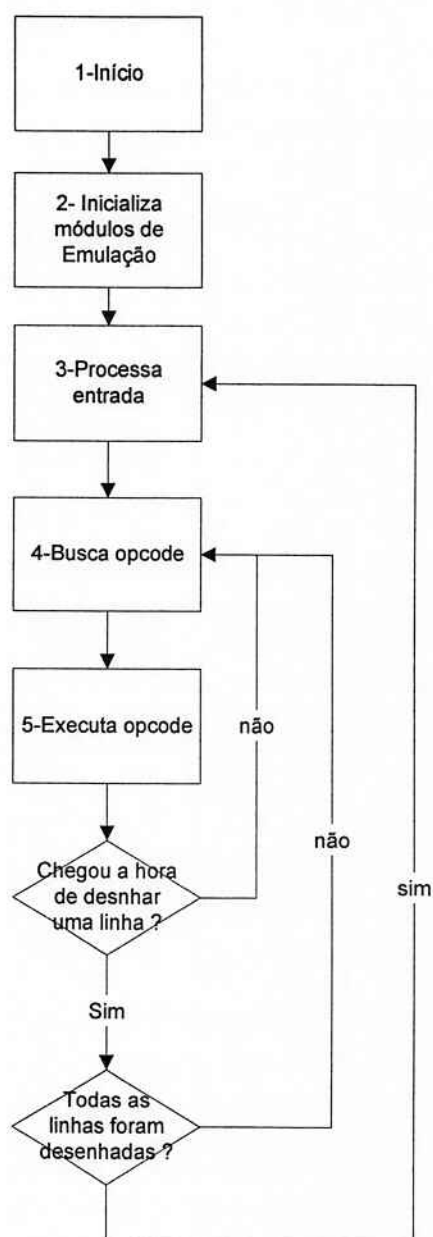 1-Início
2- Inicializa
módulos de
Emulação
3-Processa
entrada
4-Busca opcode
5-Executa opcode
não
não
Chegou a hora
de desnhar
uma linha ?
sim
Sim
Todas as
linhas foram
desenhadas ?